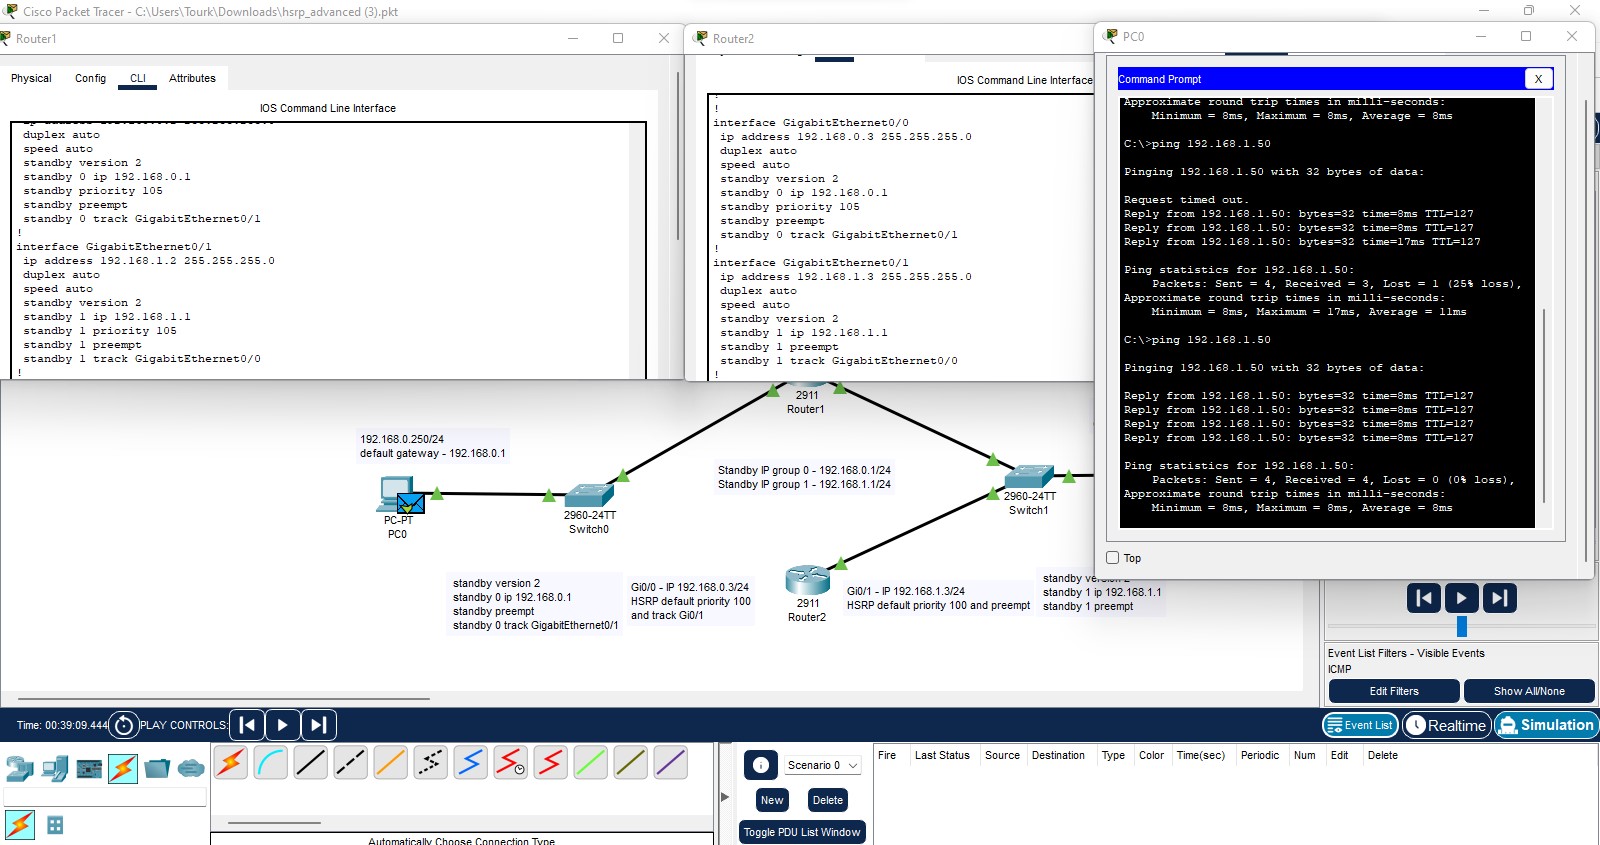 Cisco Packet Tracer - C:\Users\Tourk\Downloads\hsrp_advanced (3).pkt
Router1
Physical Config CLI Attributes
IOS Command Line Interface
duplex auto
speed auto
standby version 2
standby 0 ip 192.168.0.1
standby priority 105
standby preempt
standby 0 track GigabitEthernet0/1
!
interface GigabitEthernet0/1
ip address 192.168.1.2 255.255.255.0
duplex auto
speed auto
standby version 2
standby 1 ip 192.168.1.1
standby 1 priority 105
standby 1 preempt
standby 1 track GigabitEthernet0/0
!
Router2
IOS Command Line Interface
!
!
interface GigabitEthernet0/0
ip address 192.168.0.3 255.255.255.0
duplex auto
speed auto
standby version 2
standby 0 ip 192.168.0.1
standby priority 105
standby preempt
standby 0 track GigabitEthernet0/1
!
interface GigabitEthernet0/1
ip address 192.168.1.3 255.255.255.0
duplex auto
speed auto
standby version 2
standby 1 ip 192.168.1.1
standby 1 preempt
standby 1 track GigabitEthernet0/0
!
PC0
Command Prompt
X
Approximate round trip times in milli-seconds:
Minimum = 8ms, Maximum = 8ms, Average = 8ms
C:\>ping 192.168.1.50
Pinging 192.168.1.50 with 32 bytes of data:
Request timed out.
Reply from 192.168.1.50: bytes=32 time=8ms TTL=127
Reply from 192.168.1.50: bytes=32 time=8ms TTL=127
Reply from 192.168.1.50: bytes=32 time=17ms TTL=127
Ping statistics for 192.168.1.50:
Packets: Sent = 4, Received = 3, Lost = 1 (25% loss),
Approximate round trip times in milli-seconds:
Minimum = 8ms, Maximum = 17ms, Average = 11ms
C:\>ping 192.168.1.50
Pinging 192.168.1.50 with 32 bytes of data:
Reply from 192.168.1.50: bytes=32 time=8ms TTL=127
Reply from 192.168.1.50: bytes=32 time=8ms TTL=127
Reply from 192.168.1.50: bytes=32 time=8ms TTL=127
Reply from 192.168.1.50: bytes=32 time=8ms TTL=127
Ping statistics for 192.168.1.50:
Packets: Sent = 4, Received = 4, Lost = 0 (0% loss),
Approximate round trip times in milli-seconds:
Minimum = 8ms, Maximum = 8ms, Average = 8ms
Top
2911
Router1
192.168.0.250/24
default gateway - 192.168.0.1
PC-PT
PC0
2960-24TT
Switch0
Standby IP group 0 - 192.168.0.1/24
Standby IP group 1 - 192.168.1.1/24
2960-24TT
Switch1
standby version 2
standby 0 ip 192.168.0.1
standby preempt
standby 0 track GigabitEthernet0/1
Gi0/0 - IP 192.168.0.3/24
HSRP default priority 100
and track Gi0/1
2911
Router2
Gi0/1 - IP 192.168.1.3/24
HSRP default priority 100 and preempt
standby
standby 1 ip 192.168.1.1
standby 1 preempt
Event List Filters - Visible Events
ICMP
Edit Filters
Show All/None
Time: 00:39:09.444
PLAY CONTROLS:
Event List
Realtime
Simulation
Automatically Choose Connection Type
Scenario 0
New
Delete
Toggle PDU List Window
Fire Last Status Source Destination Type Color Time(sec) Periodic Num Edit Delete